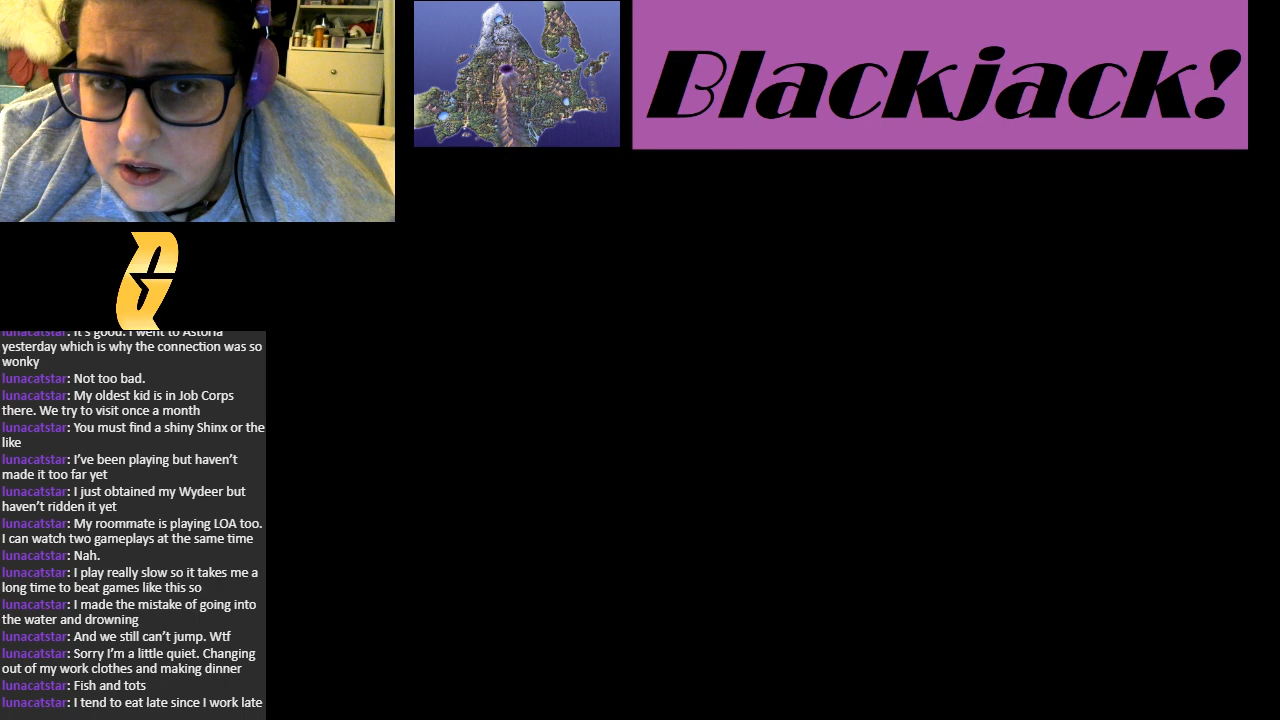 Blackjack!
G
lunacatstar: It's good. I went to Astoria
yesterday which is why the connection was so
wonky
lunacatstar: Not too bad.
lunacatstar: My oldest kid is in Job Corps
there. We try to visit once a month
lunacatstar: You must find a shiny Shinx or the
like
lunacatstar: I've been playing but haven't
made it too far yet
lunacatstar: I just obtained my Wydeer but
haven't ridden it yet
lunacatstar: My roommate is playing LOA too.
I can watch two gameplays at the same time
lunacatstar: Nah.
lunacatstar: I play really slow so it takes me a
long time to beat games like this so
lunacatstar: I made the mistake of going into
the water and drowning
lunacatstar: And we still can't jump. Wtf
lunacatstar: Sorry I'm a little quiet. Changing
out of my work clothes and making dinner
lunacatstar: Fish and tots
lunacatstar: I tend to eat late since I work late